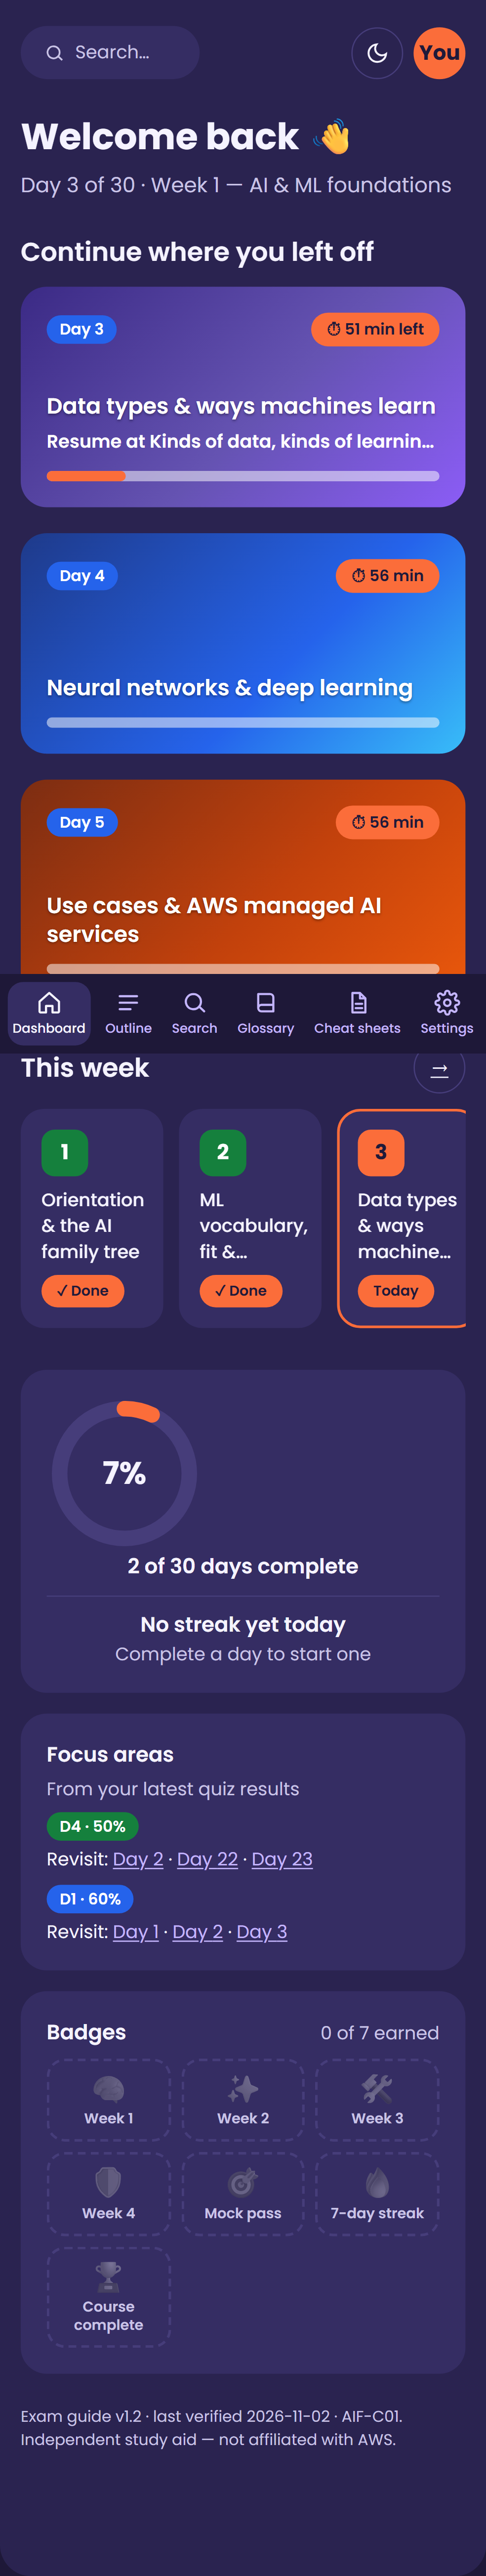 Search...
You
Welcome back 👋
Day 3 of 30 · Week 1 — AI & ML foundations
Continue where you left off
Day 3
⏱ 51 min left
Data types & ways machines learn
Resume at Kinds of data, kinds of learnin...
Day 4
⏱ 56 min
Neural networks & deep learning
Day 5
⏱ 56 min
Use cases & AWS managed AI
services
Dashboard
Outline
Search
Glossary
Cheat sheets
Settings
This week
→
1
Orientation
& the AI
family tree
✓ Done
2
ML
vocabulary,
fit &...
✓ Done
3
Data types
& ways
machine...
Today
7%
2 of 30 days complete
No streak yet today
Complete a day to start one
Focus areas
From your latest quiz results
D4 · 50%
Revisit: Day 2 · Day 22 · Day 23
D1 · 60%
Revisit: Day 1 · Day 2 · Day 3
Badges
0 of 7 earned
Week 1
Week 2
Week 3
Week 4
Mock pass
7-day streak
Course
complete
Exam guide v1.2 · last verified 2026-11-02 · AIF-C01.
Independent study aid — not affiliated with AWS.